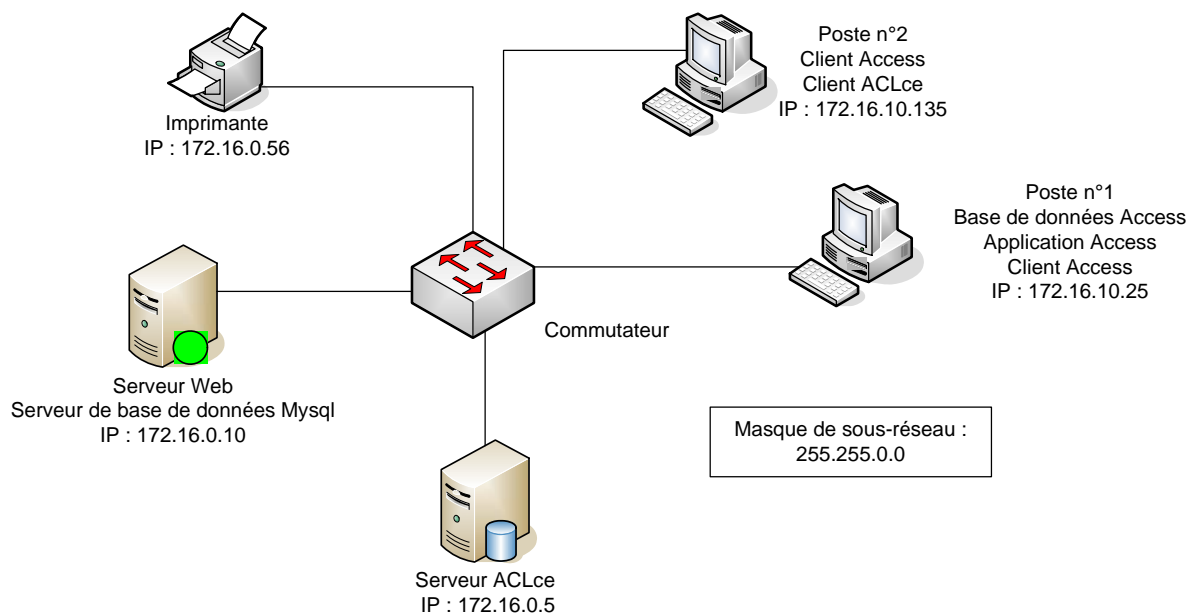 Poste n°2
Client Access
Client ACLce
IP : 172.16.10.135
Imprimante
IP : 172.16.0.56
Poste n°1
Base de données Access
Application Access
Client Access
IP : 172.16.10.25
Commutateur
Serveur Web
Serveur de base de données Mysql
IP : 172.16.0.10
Masque de sous-réseau :
255.255.0.0
Serveur ACLce
IP : 172.16.0.5